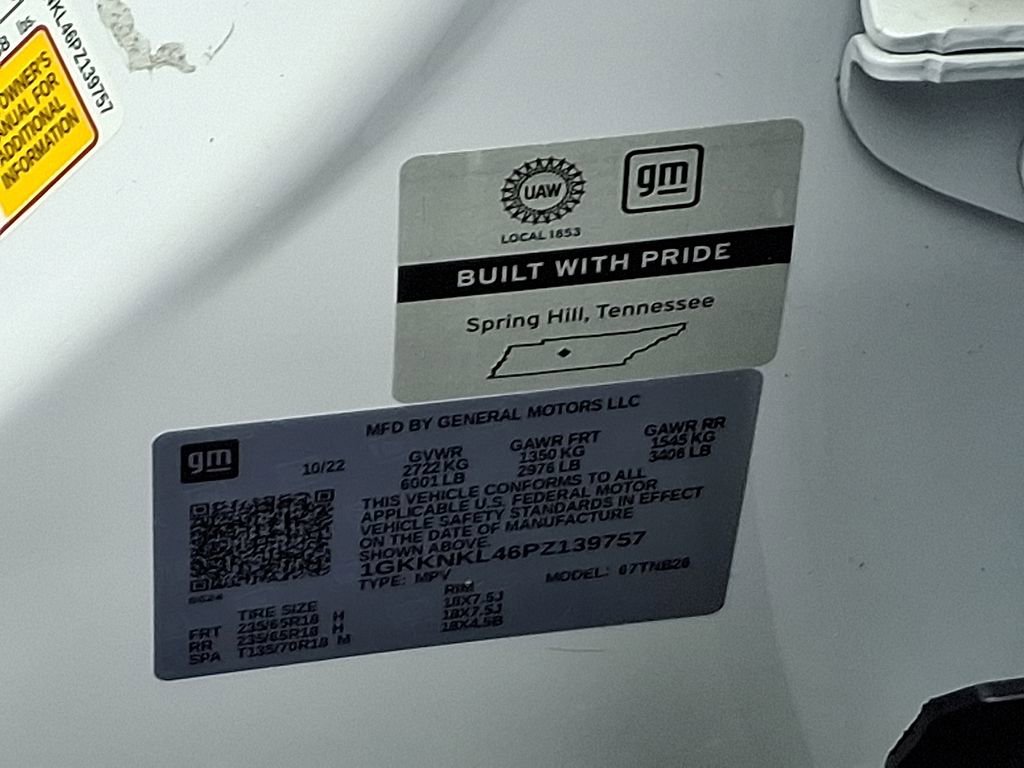 KL46PZ139757
OWNER'S
ANUAL FOR
ADDITIONAL
INFORMATION
UAW
LOCAL 1853
gm
BUILT WITH PRIDE
Spring Hill, Tennessee
MFD BY GENERAL MOTORS LLC
gm
10/22
GVWR
2722 KG
6001 LB
GAWR FRT
1350 KG
2976 LB
GAWR RR
1545 KG
3406 LB
THIS VEHICLE CONFORMS TO ALL
APPLICABLE U.S. FEDERAL MOTOR
VEHICLE SAFETY STANDARDS IN EFFECT
ON THE DATE OF MANUFACTURE
SHOWN ABOVE.
1GKKNKL46PZ139757
TYPE: MPV
MODEL: 67TNB26
TIRE SIZE RIM
FRT 235/65R18 H 18X7.5J
RR 235/65R18 H 18X7.5J
SPA T135/70R18 M 18X4.5B